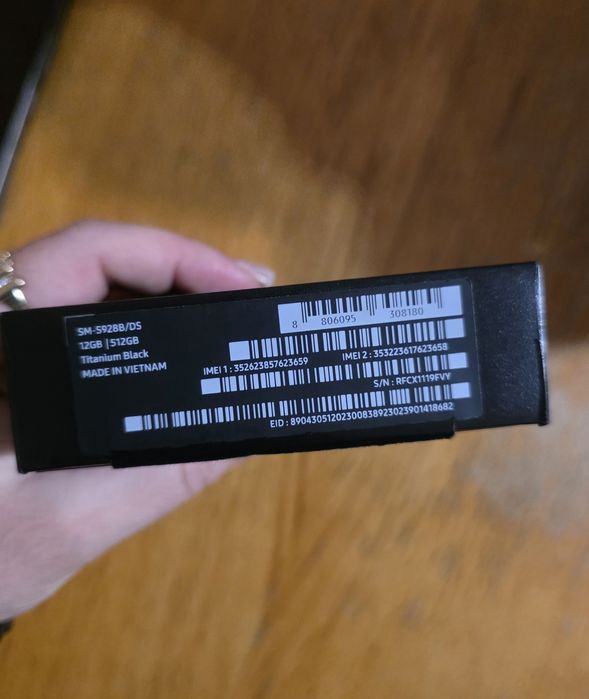 SM-S928B/DS
12GB | 512GB
Titanium Black
MADE IN VIETNAM
8 806095 308180
IMEI 1 : 352623857623659
IMEI 2 : 353223617623658
S/N : RFCX1119FVY
EID : 89043051202300838923023901418682